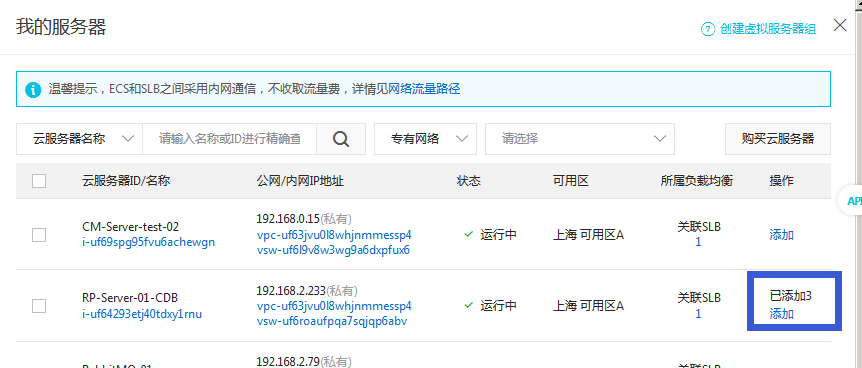 我的服务器
创建虚拟服务器组
温馨提示，ECS和SLB之间采用内网通信，不收取流量费，详情见网络流量路径
云服务器名称 请输入名称或ID进行精确查 专有网络 请选择 购买云服务器
云服务器ID/名称 公网/内网IP地址 状态 可用区 所属负载均衡 操作
CM-Server-test-02
i-uf69spg95fvu6achewgn
192.168.0.15(私有)
vpc-uf63jvu0l8whjnmmessp4
vsw-uf6l9v8w3wg9a6dxpfux6
运行中
上海 可用区A
关联SLB
1
添加
RP-Server-01-CDB
i-uf64293etj40tdxy1rnu
192.168.2.233(私有)
vpc-uf63jvu0l8whjnmmessp4
vsw-uf6roaufpqa7sqjqp6abv
运行中
上海 可用区A
关联SLB
1
已添加3
添加
192.168.2.79(私有)